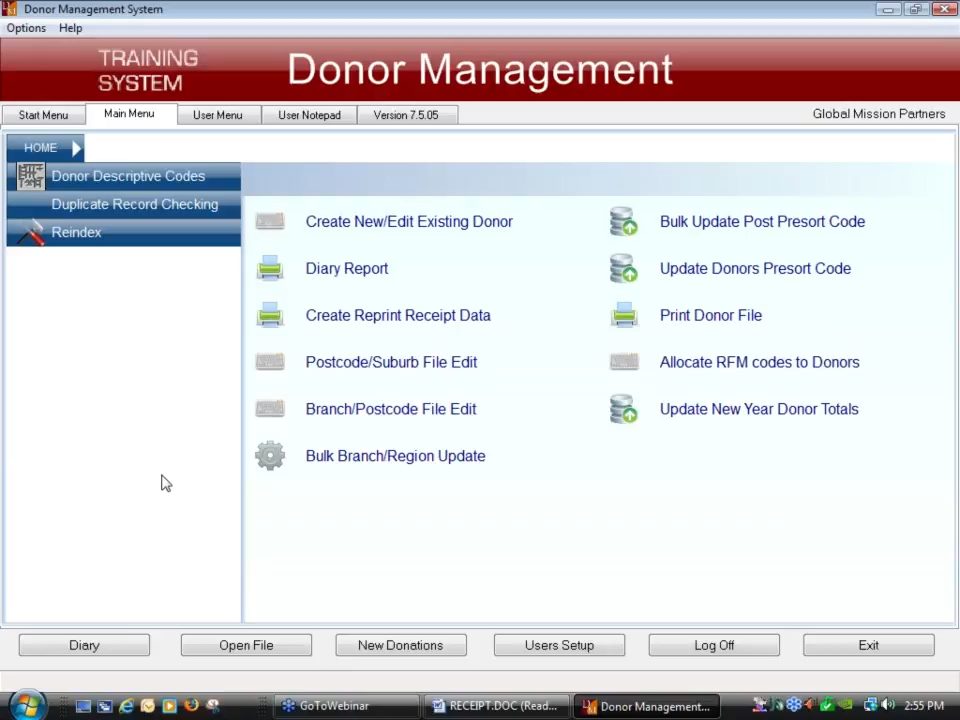 Donor Management System
Options Help
TRAINING
SYSTEM
Donor Management
Start Menu Main Menu User Menu User Notepad Version 7.5.05 Global Mission Partners
HOME
Donor Descriptive Codes
Duplicate Record Checking
Reindex
Create New/Edit Existing Donor
Diary Report
Create Reprint Receipt Data
Postcode/Suburb File Edit
Branch/Postcode File Edit
Bulk Branch/Region Update
Bulk Update Post Presort Code
Update Donors Presort Code
Print Donor File
Allocate RFM codes to Donors
Update New Year Donor Totals
Diary Open File New Donations Users Setup Log Off Exit
GoToWebinar RECEIPT.DOC (Read... Donor Management... 2:55 PM